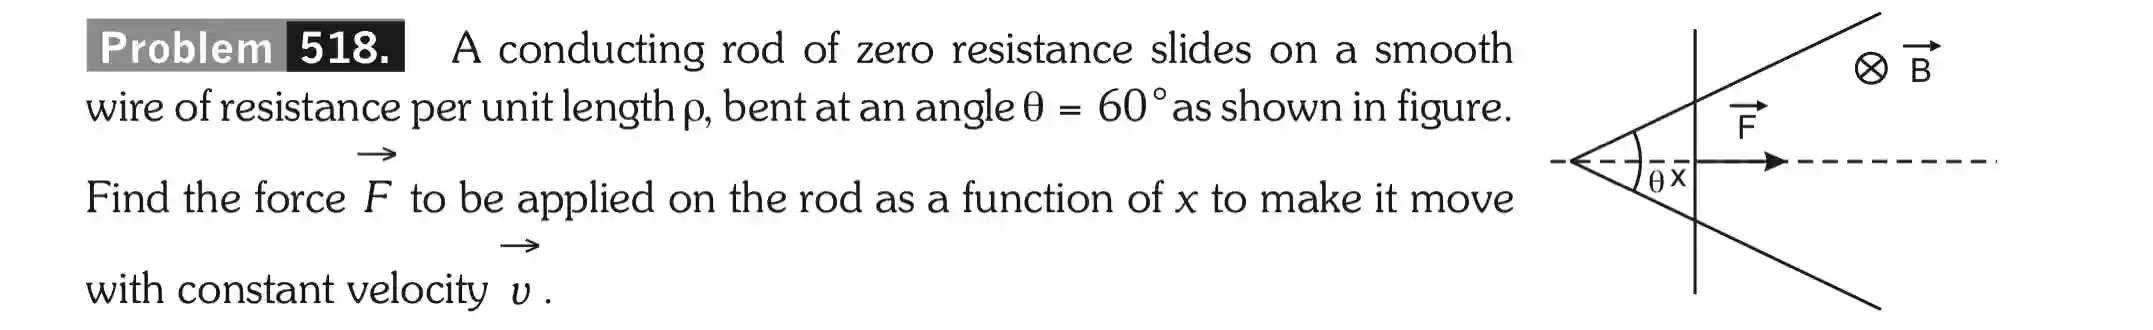 Problem 518. A conducting rod of zero resistance slides on a smooth
wire of resistance per unit length ρ, bent at an angle θ = 60° as shown in figure.
Find the force $\vec{F}$ to be applied on the rod as a function of x to make it move
with constant velocity $\vec{v}$.
⊗ $\vec{B}$
$\vec{F}$
θ x